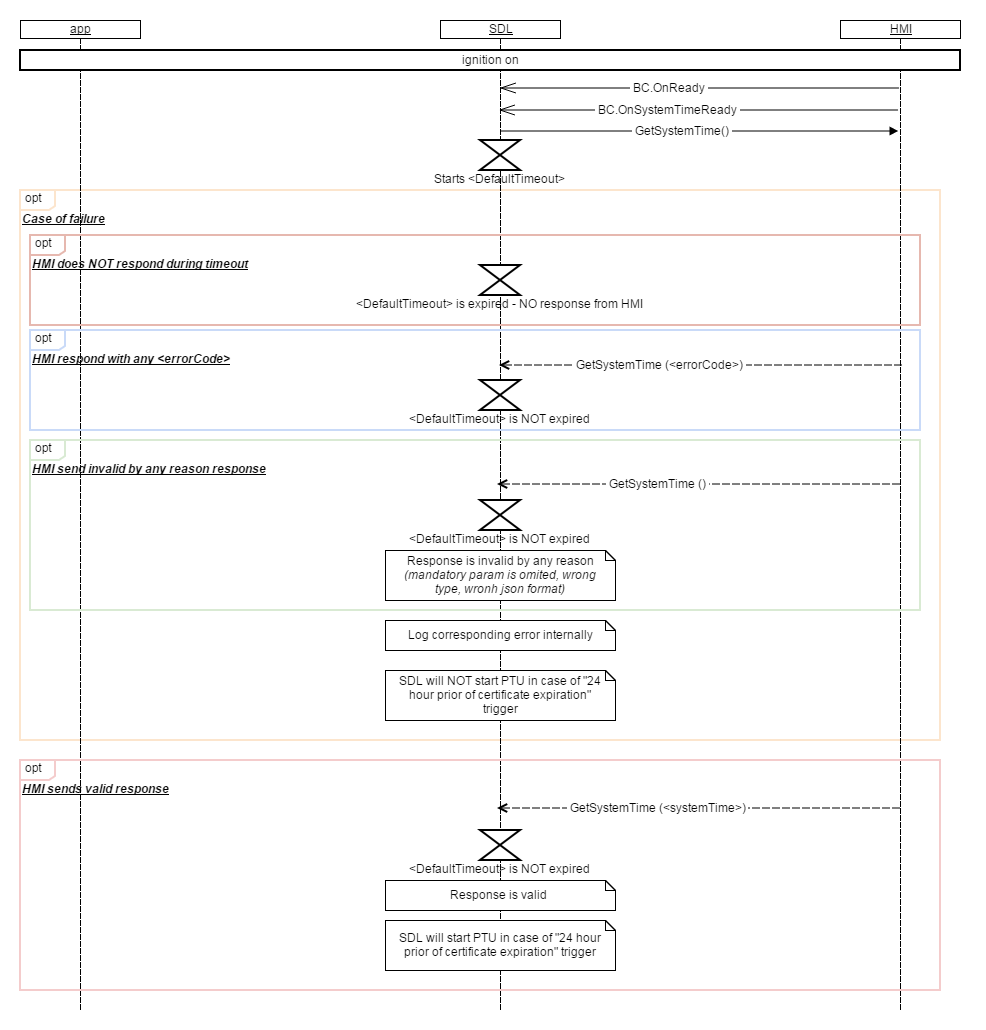 app
SDL
HMI
ignition on
BC.OnReady
BC.OnSystemTimeReady
GetSystemTime()
Starts <DefaultTimeout>
opt
Case of failure
opt
HMI does NOT respond during timeout
<DefaultTimeout> is expired - NO response from HMI
opt
HMI respond with any <errorCode>
GetSystemTime (<errorCode>)
<DefaultTimeout> is NOT expired
opt
HMI send invalid by any reason response
GetSystemTime ()
<DefaultTimeout> is NOT expired
Response is invalid by any reason
(mandatory param is omited, wrong
type, wronh json format)
Log corresponding error internally
SDL will NOT start PTU in case of "24
hour prior of certificate expiration"
trigger
opt
HMI sends valid response
GetSystemTime (<systemTime>)
<DefaultTimeout> is NOT expired
Response is valid
SDL will start PTU in case of "24 hour
prior of certificate expiration" trigger